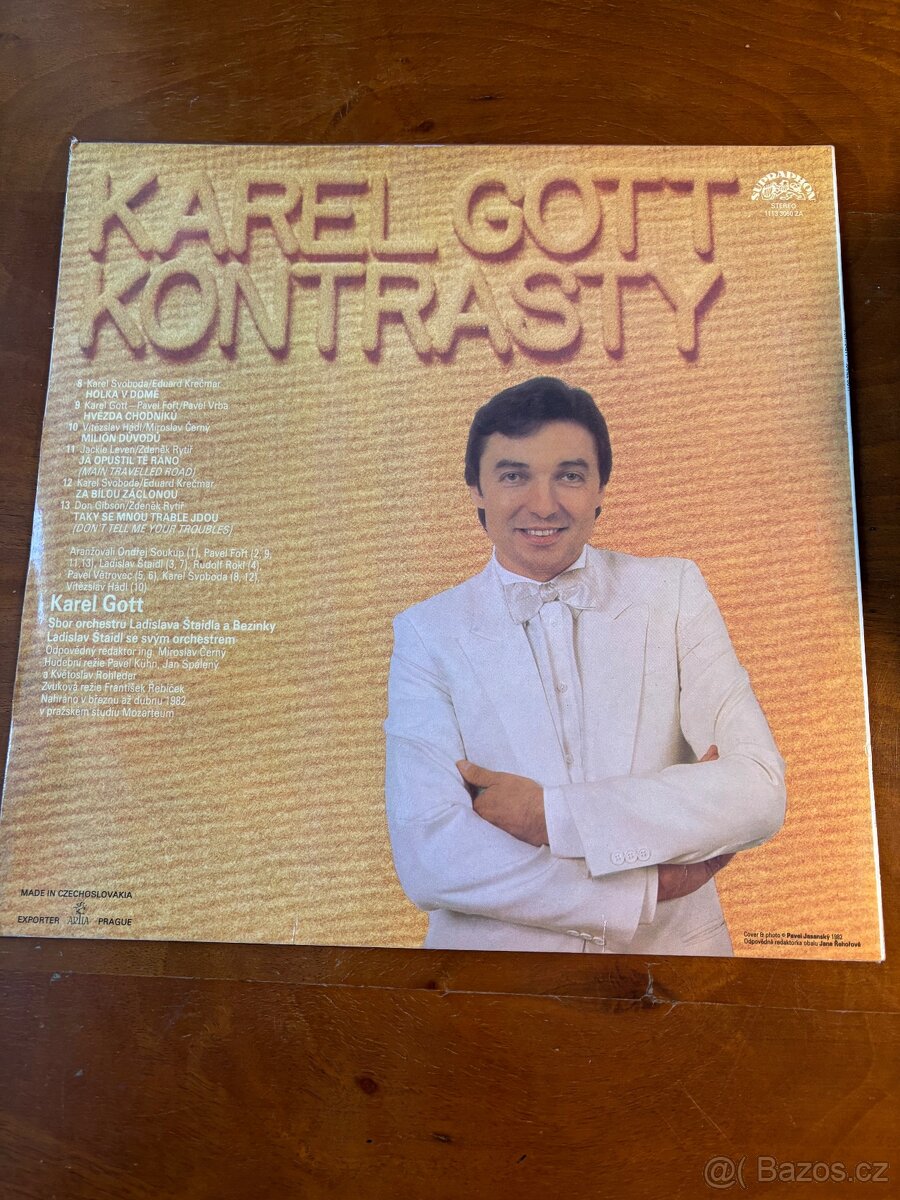 KAREL GOTT
KONTRASTY
SUPRAPHON
STEREO
1113 3060 ZA
8 Karel Svoboda/Eduard Krečmar
HOLKA V DOMĚ
9 Karel Gott – Pavel Fořt/Pavel Vrba
HVĚZDA CHODNÍKŮ
10 Vítězslav Hádl/Miroslav Černý
MILIÓN DŮVODŮ
11 Jackie Leven/Zdeněk Rytíř
JÁ OPUSTIL TĚ RÁNO
(MAIN TRAVELLED ROAD)
12 Karel Svoboda/Eduard Krečmar
ZA BÍLOU ZÁCLONOU
13 Don Gibson/Zdeněk Rytíř
TAKY SE MNOU TRABLE JDOU
(DON'T TELL ME YOUR TROUBLES)
Aranžovali Ondřej Soukup (1), Pavel Fořt (2, 9,
11,13), Ladislav Štaidl (3, 7), Rudolf Rokl (4)
Pavel Větrovec (5, 6), Karel Svoboda (8, 12),
Vítězslav Hádl (10)
Karel Gott
Sbor orchestru Ladislava Štaidla a Bezinky
Ladislav Štaidl se svým orchestrem
Odpovědný redaktor ing. Miroslav Černý
Hudební režie Pavel Kühn, Jan Spálený
a Květoslav Rohleder
Zvuková režie František Řebíček
Nahráno v březnu až dubnu 1982
v pražském studiu Mozarteum
MADE IN CZECHOSLOVAKIA
EXPORTER ARTIA PRAGUE
Cover & photo © Pavel Jasanský 1982
Odpovědná redaktorka obalu Jana Řehořová
@( Bazos.cz